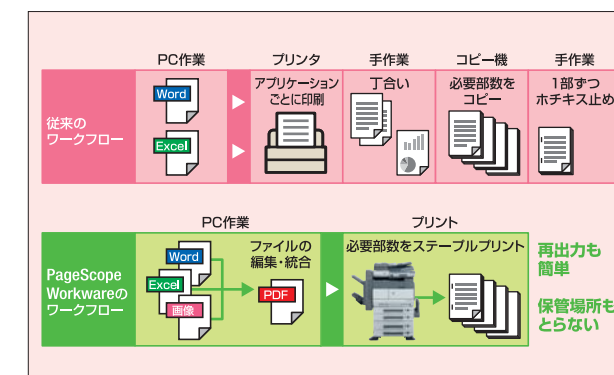 PC作業
プリンタ
手作業
コピー機
手作業
従来の
ワークフロー
Word
Excel
アプリケーション
ごとに印刷
丁合い
必要部数を
コピー
1部ずつ
ホチキス止め
PC作業
プリント
PageScope
Workwareの
ワークフロー
Word
Excel
画像
ファイルの
編集・統合
PDF
必要部数をステープルプリント
再出力も
簡単
保管場所も
とらない